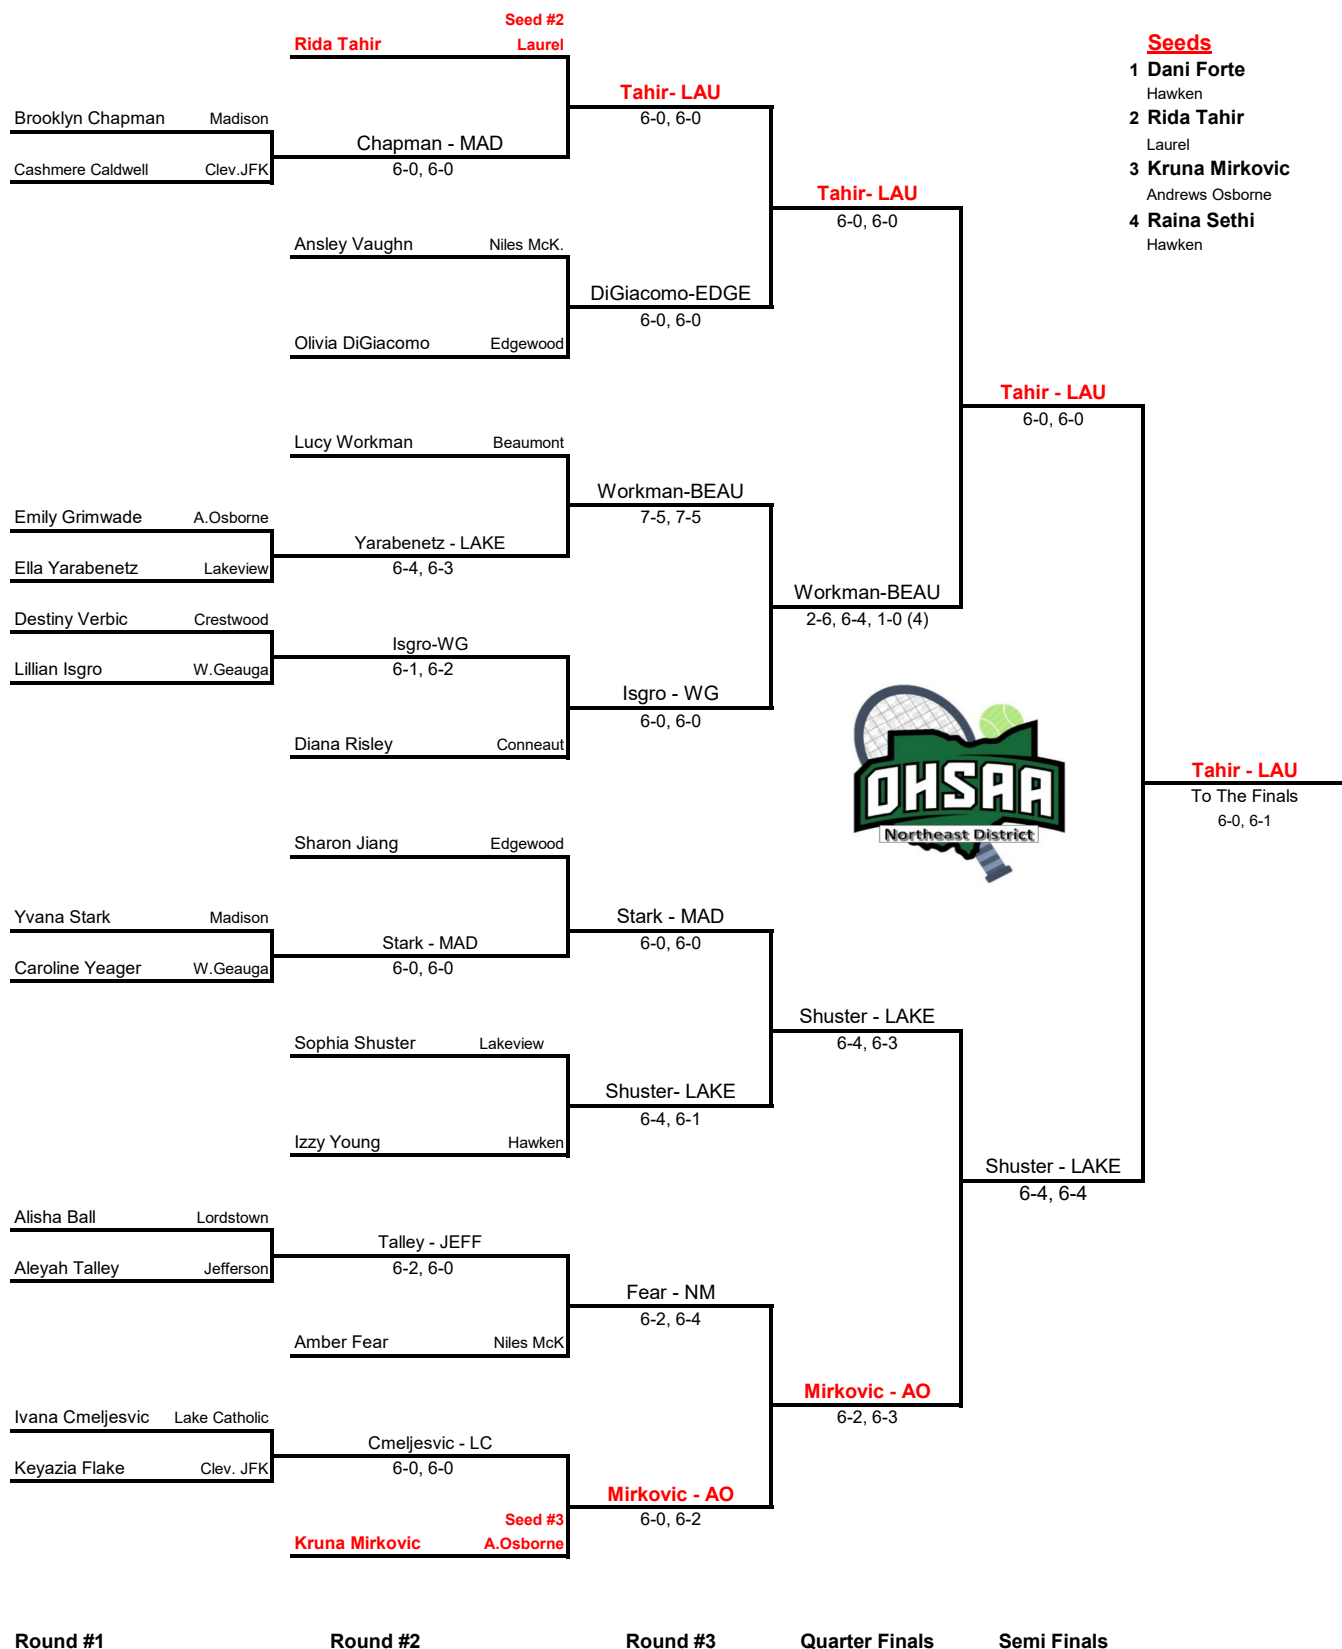 Seed #2
Rida Tahir Laurel
Seeds
1 Dani Forte
Hawken
2 Rida Tahir
Laurel
3 Kruna Mirkovic
Andrews Osborne
4 Raina Sethi
Hawken
Tahir- LAU
6-0, 6-0
Brooklyn Chapman Madison
Chapman - MAD
6-0, 6-0
Cashmere Caldwell Clev.JFK
Tahir- LAU
6-0, 6-0
Ansley Vaughn Niles McK.
DiGiacomo-EDGE
6-0, 6-0
Olivia DiGiacomo Edgewood
Tahir - LAU
6-0, 6-0
Lucy Workman Beaumont
Workman-BEAU
7-5, 7-5
Emily Grimwade A.Osborne
Yarabenetz - LAKE
6-4, 6-3
Ella Yarabenetz Lakeview
Workman-BEAU
2-6, 6-4, 1-0 (4)
Destiny Verbic Crestwood
Isgro-WG
6-1, 6-2
Lillian Isgro W.Geauga
Isgro - WG
6-0, 6-0
Diana Risley Conneaut
OHSAA
Northeast District
Tahir - LAU
To The Finals
6-0, 6-1
Sharon Jiang Edgewood
Yvana Stark Madison
Stark - MAD
6-0, 6-0
Stark - MAD
6-0, 6-0
Caroline Yeager W.Geauga
Shuster - LAKE
6-4, 6-3
Sophia Shuster Lakeview
Shuster- LAKE
6-4, 6-1
Izzy Young Hawken
Shuster - LAKE
6-4, 6-4
Alisha Ball Lordstown
Talley - JEFF
6-2, 6-0
Aleyah Talley Jefferson
Fear - NM
6-2, 6-4
Amber Fear Niles McK
Mirkovic - AO
6-2, 6-3
Ivana Cmeljesvic Lake Catholic
Cmeljesvic - LC
6-0, 6-0
Keyazia Flake Clev. JFK
Mirkovic - AO
6-0, 6-2
Seed #3
Kruna Mirkovic A.Osborne
Round #1 Round #2 Round #3 Quarter Finals Semi Finals